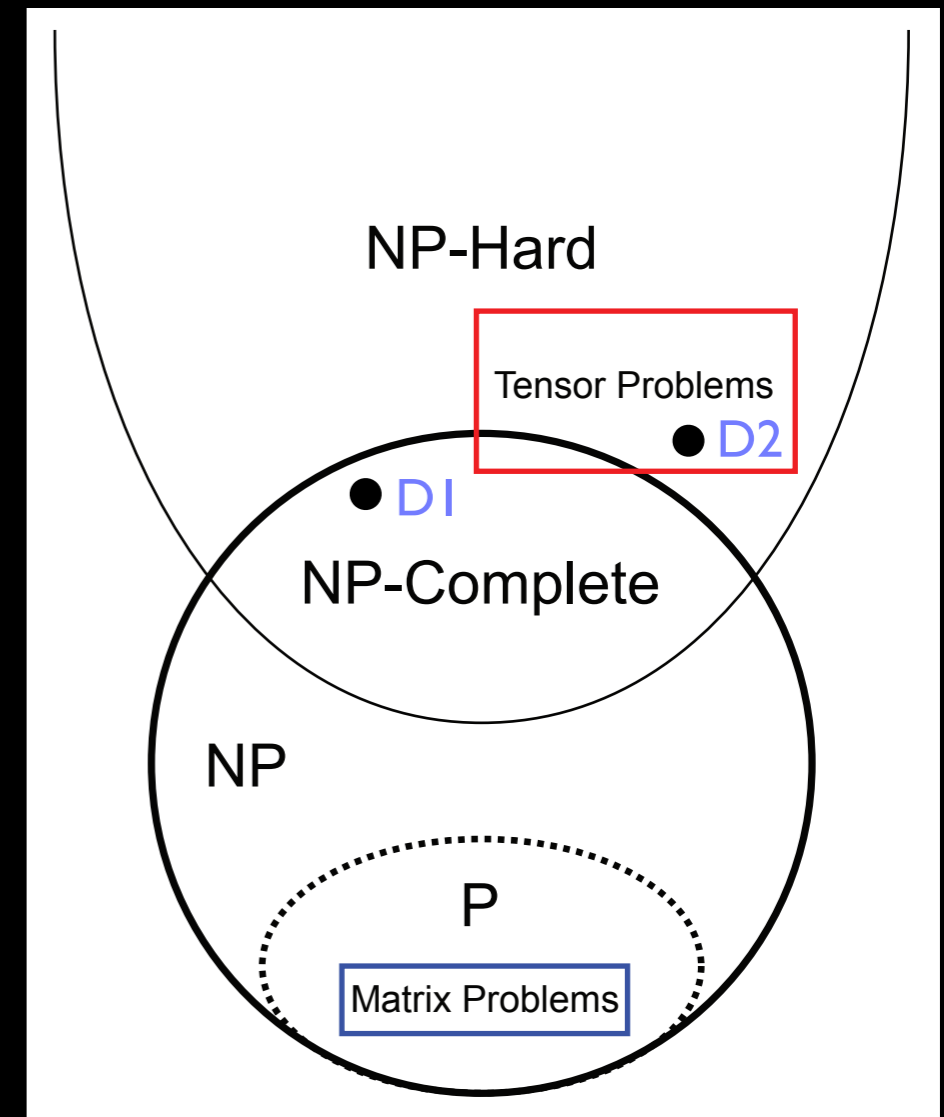 NP-Hard
Tensor Problems
D2
D1
NP-Complete
NP
P
Matrix Problems